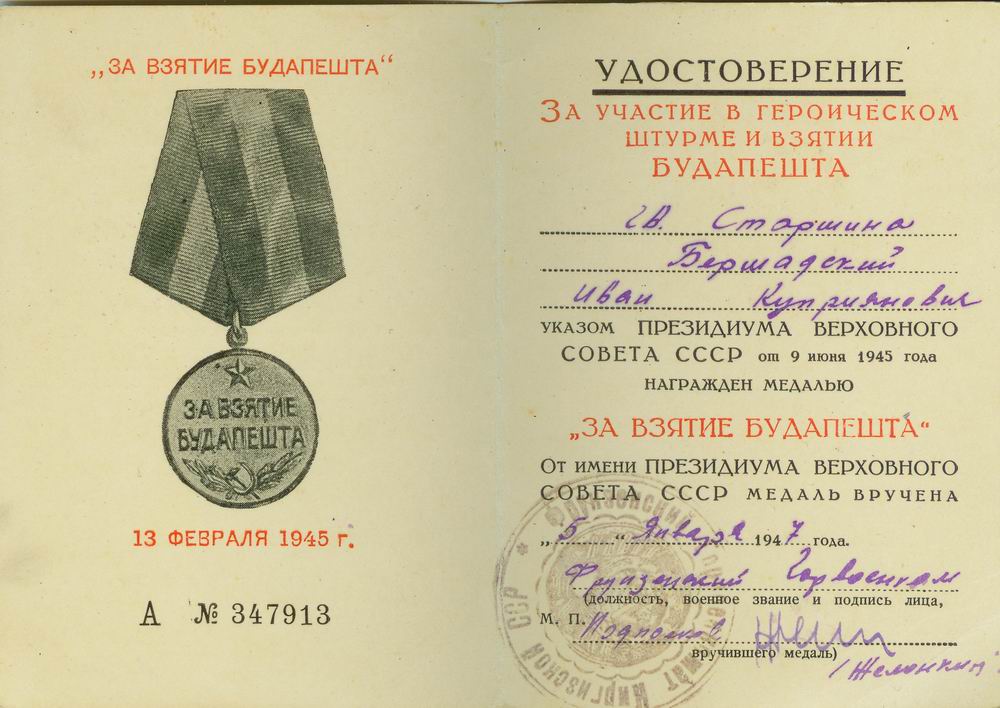 „ЗА ВЗЯТИЕ БУДАПЕШТА“
ЗА ВЗЯТИЕ
БУДАПЕШТА
13 ФЕВРАЛЯ 1945 г.
А № 347913
УДОСТОВЕРЕНИЕ
ЗА УЧАСТИЕ В ГЕРОИЧЕСКОМ
ШТУРМЕ И ВЗЯТИИ
БУДАПЕШТА
гв. Старшина
Бершадский
Иван Куприянович
УКАЗОМ ПРЕЗИДИУМА ВЕРХОВНОГО
СОВЕТА СССР от 9 июня 1945 года
НАГРАЖДЕН МЕДАЛЬЮ
„ЗА ВЗЯТИЕ БУДАПЕШТА“
ОТ ИМЕНИ ПРЕЗИДИУМА ВЕРХОВНОГО
СОВЕТА СССР МЕДАЛЬ ВРУЧЕНА
„5“ Января 1947 года.
Фрунзенский Горвоенком
(должность, военное звание и подпись лица,
М. П. Подполков
вручившего медаль)
Фрунзенский
Киргизской ССР